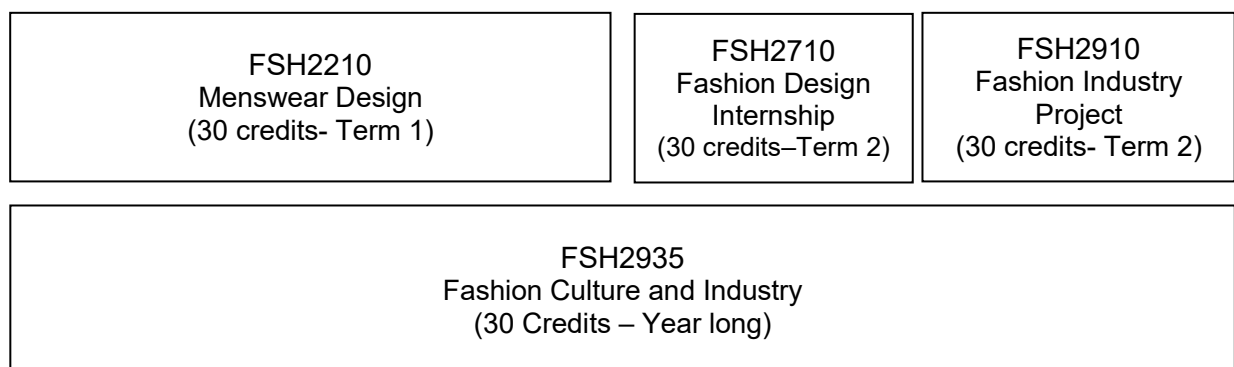 FSH2210
Menswear Design
(30 credits- Term 1)
FSH2710
Fashion Design
Internship
(30 credits–Term 2)
FSH2910
Fashion Industry
Project
(30 credits- Term 2)
FSH2935
Fashion Culture and Industry
(30 Credits – Year long)